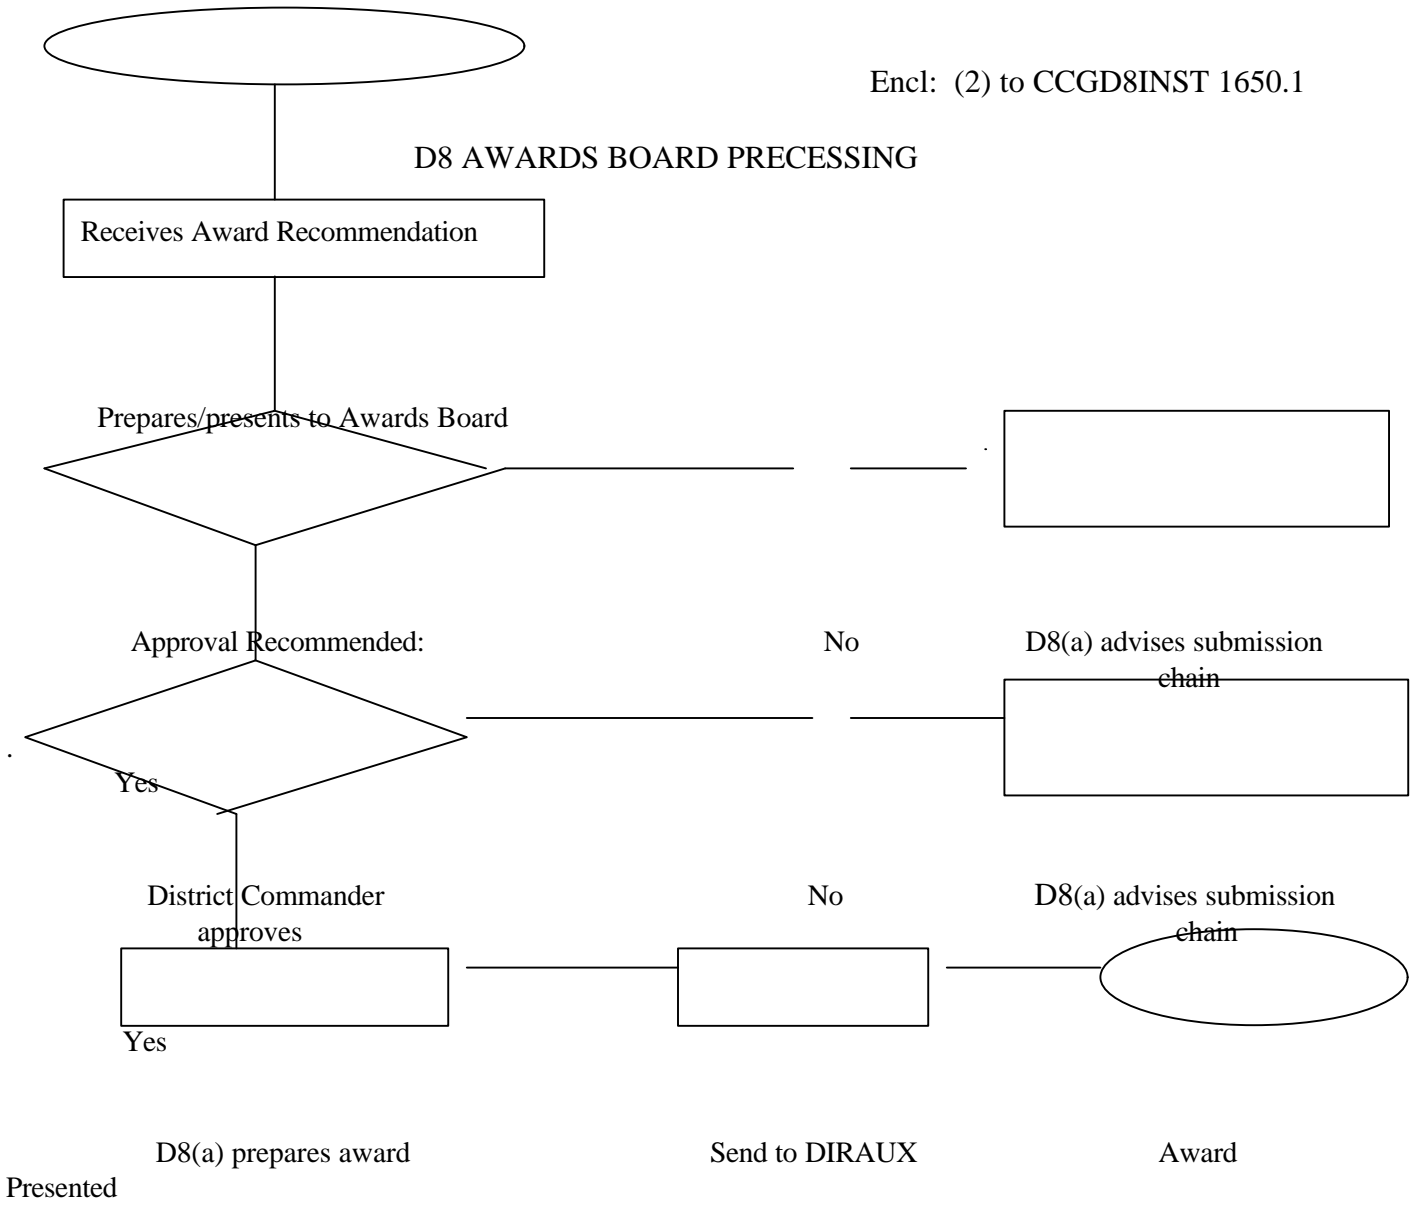 Encl: (2) to CCGD8INST 1650.1
D8 AWARDS BOARD PRECESSING
Receives Award Recommendation
Prepares/presents to Awards Board
Approval Recommended: No D8(a) advises submission
chain
Yes
District Commander No D8(a) advises submission
approves chain
Yes
D8(a) prepares award Send to DIRAUX Award
Presented